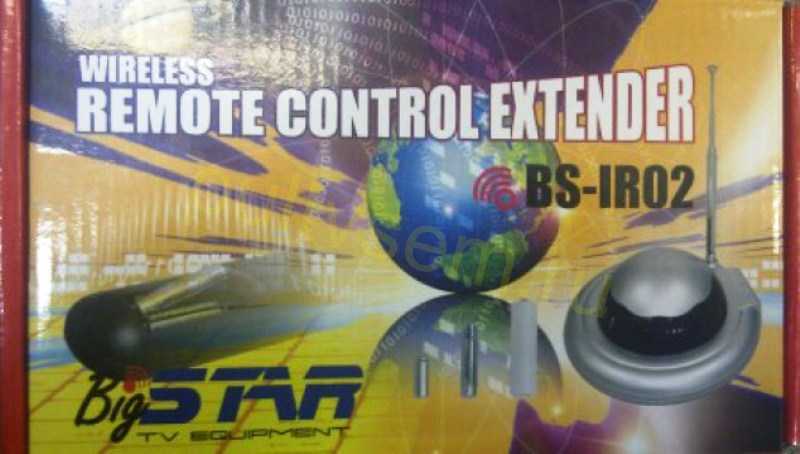 WIRELESS
REMOTE CONTROL EXTENDER
BS-IR02
Big STAR
TV EQUIPMENT